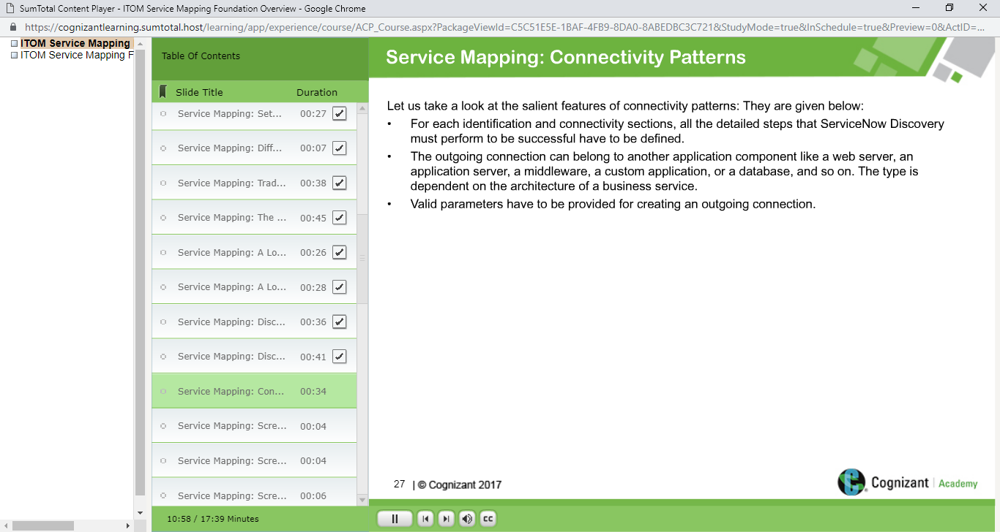 SumTotal Content Player - ITOM Service Mapping Foundation Overview - Google Chrome
https://cognizantlearning.sumtotal.host/learning/app/experience/course/ACP_Course.aspx?PackageViewId=C5C51E5E-1BAF-4FB9-8DA0-8ABEDBC3C721&StudyMode=true&InSchedule=true&Preview=0&ActID=...
ITOM Service Mapping
ITOM Service Mapping F
Table Of Contents
Slide Title Duration
Service Mapping: Set... 00:27
Service Mapping: Diff... 00:07
Service Mapping: Trad... 00:38
Service Mapping: The ... 00:45
Service Mapping: A Lo... 00:26
Service Mapping: A Lo... 00:28
Service Mapping: Disc... 00:36
Service Mapping: Disc... 00:41
Service Mapping: Con... 00:34
Service Mapping: Scre... 00:04
Service Mapping: Scre... 00:04
Service Mapping: Scre... 00:06
10:58 / 17:39 Minutes
Service Mapping: Connectivity Patterns
Let us take a look at the salient features of connectivity patterns: They are given below:
• For each identification and connectivity sections, all the detailed steps that ServiceNow Discovery
must perform to be successful have to be defined.
• The outgoing connection can belong to another application component like a web server, an
application server, a middleware, a custom application, or a database, and so on. The type is
dependent on the architecture of a business service.
• Valid parameters have to be provided for creating an outgoing connection.
27 | © Cognizant 2017
Cognizant | Academy
CC